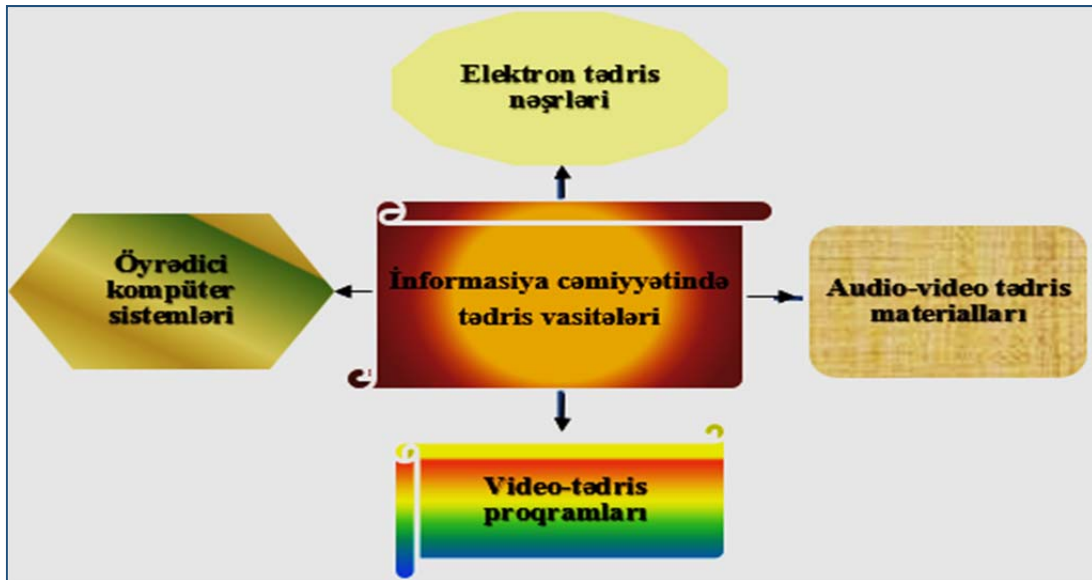 Elektron tədris
nəşrləri
Öyrədici
kompüter
sistemləri
İnformasiya cəmiyyətində
tədris vasitələri
Audio-video tədris
materialları
Video-tədris
proqramları